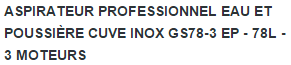 ASPIRATEUR PROFESSIONNEL EAU ET
POUSSIÈRE CUVE INOX GS78-3 EP - 78L -
3 MOTEURS